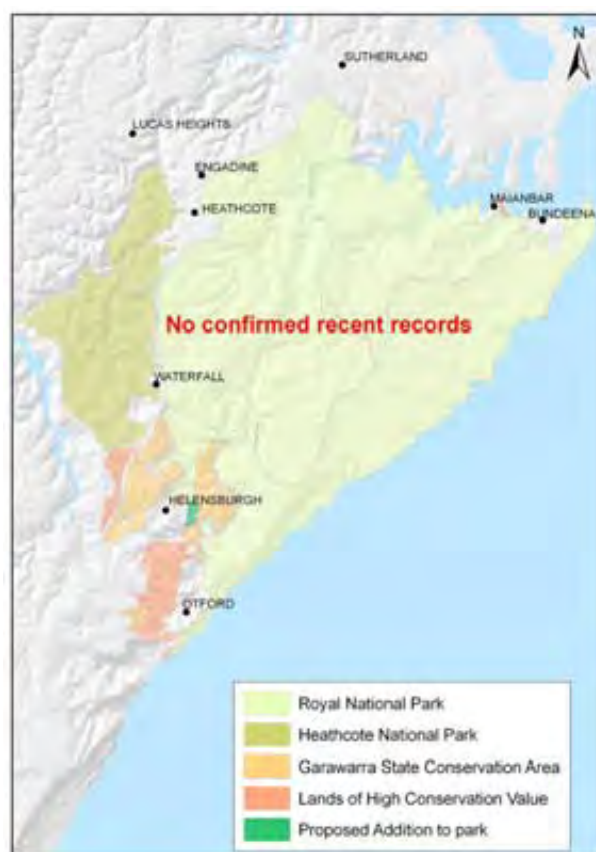 N
SUTHERLAND
LUCAS HEIGHTS
ENGADINE
HEATHCOTE
MAIANBAR
BUNDEENA
No confirmed recent records
WATERFALL
HELENSBURGH
OTFORD
Royal National Park
Heathcote National Park
Garawarra State Conservation Area
Lands of High Conservation Value
Proposed Addition to park